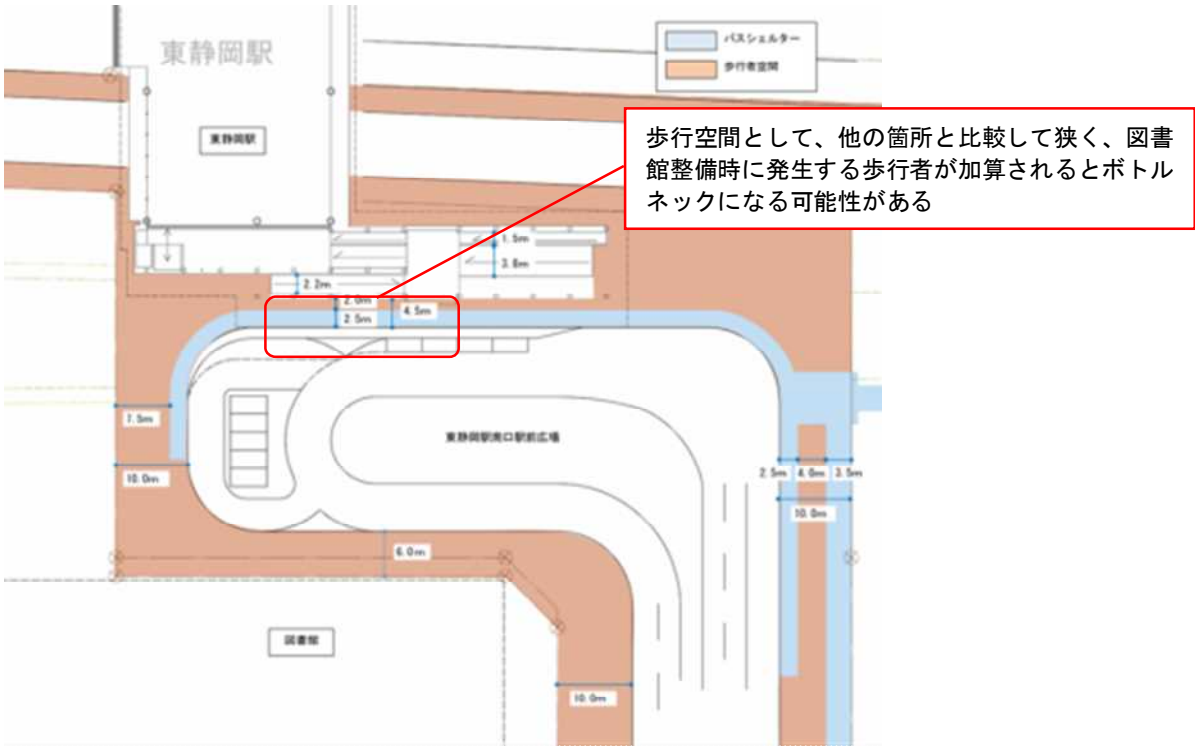 東静岡駅
バスシェルター
歩行者空間
東静岡駅
歩行空間として、他の箇所と比較して狭く、図書
館整備時に発生する歩行者が加算されるとボトル
ネックになる可能性がある
1.5m
3.8m
2.2m
2.0m
4.5m
2.5m
7.5m
10.0m
東静岡駅南口駅前広場
2.5m
4.0m
3.5m
10.0m
6.0m
図書館
10.0m